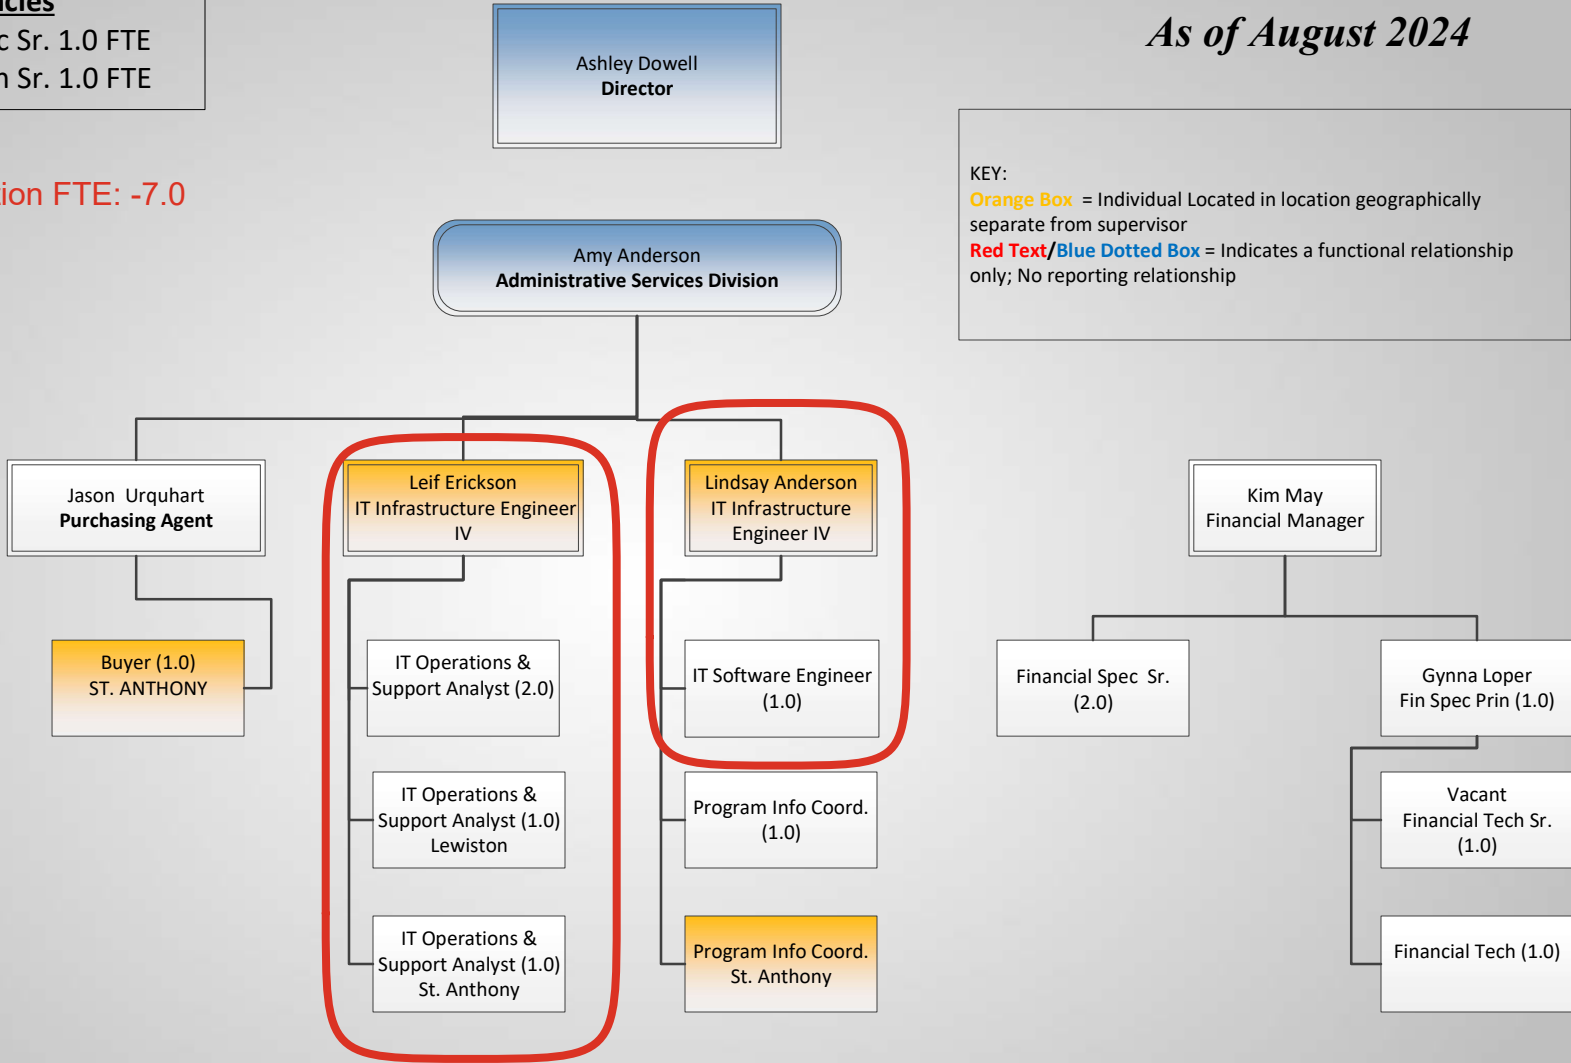 Sr. 1.0 FTE
Sr. 1.0 FTE
FTE: -7.0
Ashley Dowell
Director
As of August 2024
KEY:
Orange Box = Individual Located in location geographically
separate from supervisor
Red Text/Blue Dotted Box = Indicates a functional relationship
only; No reporting relationship
Amy Anderson
Administrative Services Division
Jason Urquhart
Purchasing Agent
Buyer (1.0)
ST. ANTHONY
Leif Erickson
IT Infrastructure Engineer
IV
IT Operations &
Support Analyst (2.0)
IT Operations &
Support Analyst (1.0)
Lewiston
IT Operations &
Support Analyst (1.0)
St. Anthony
Lindsay Anderson
IT Infrastructure
Engineer IV
IT Software Engineer
(1.0)
Program Info Coord.
(1.0)
Program Info Coord.
St. Anthony
Kim May
Financial Manager
Financial Spec Sr.
(2.0)
Gynna Loper
Fin Spec Prin (1.0)
Vacant
Financial Tech Sr.
(1.0)
Financial Tech (1.0)